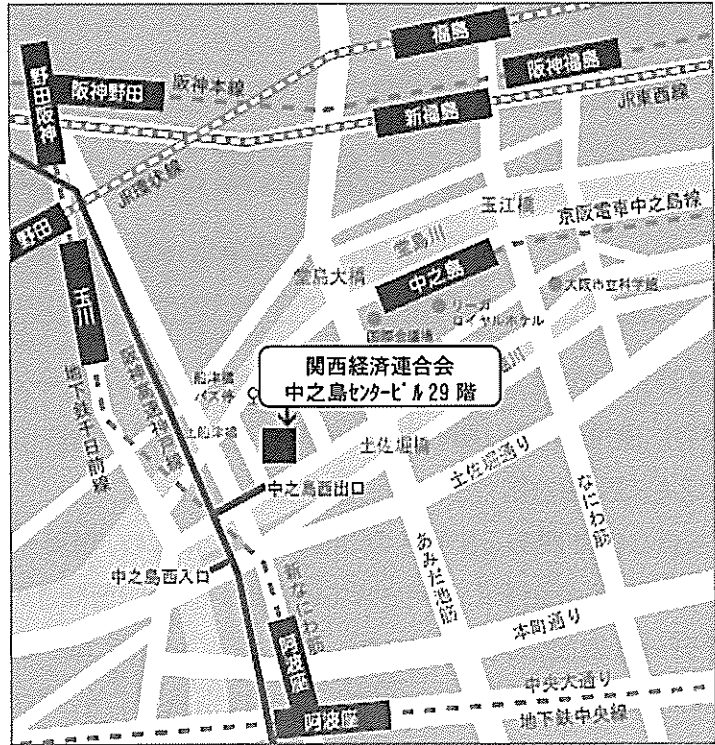 福島
野田阪神
阪神野田
阪神本線
阪神福島
新福島
JR東西線
JR環状線
野田
玉江橋
京阪電車中之島線
堂島川
堂島大橋
中之島
玉川
リーガ
ロイヤルホテル
大阪市立科学館
国際会議場
船津橋
バス停
関西経済連合会
中之島センタービル29階
阪神高速神戸線
地下鉄千日前線
土佐堀橋
土佐堀通り
中之島西出口
なにわ筋
あみだ池筋
中之島西入口
新なにわ筋
本町通り
阿波座
中央大通り
阿波座
地下鉄中央線